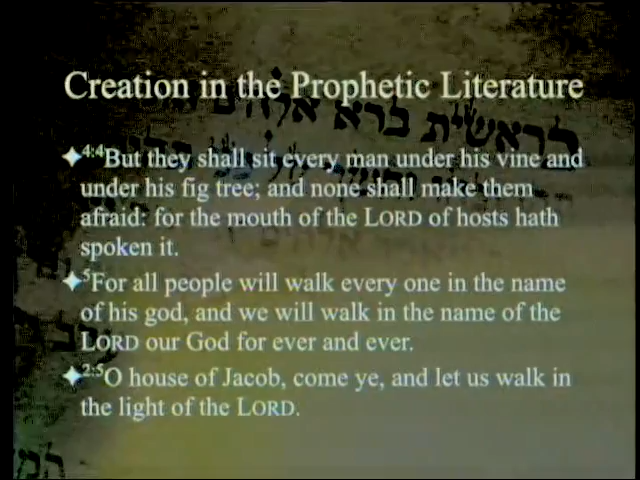 Creation in the Prophetic Literature
4:4But they shall sit every man under his vine and
under his fig tree; and none shall make them
afraid: for the mouth of the LORD of hosts hath
spoken it.
5For all people will walk every one in the name
of his god, and we will walk in the name of the
LORD our God for ever and ever.
2:5O house of Jacob, come ye, and let us walk in
the light of the LORD.
בראשית ברא אלהים